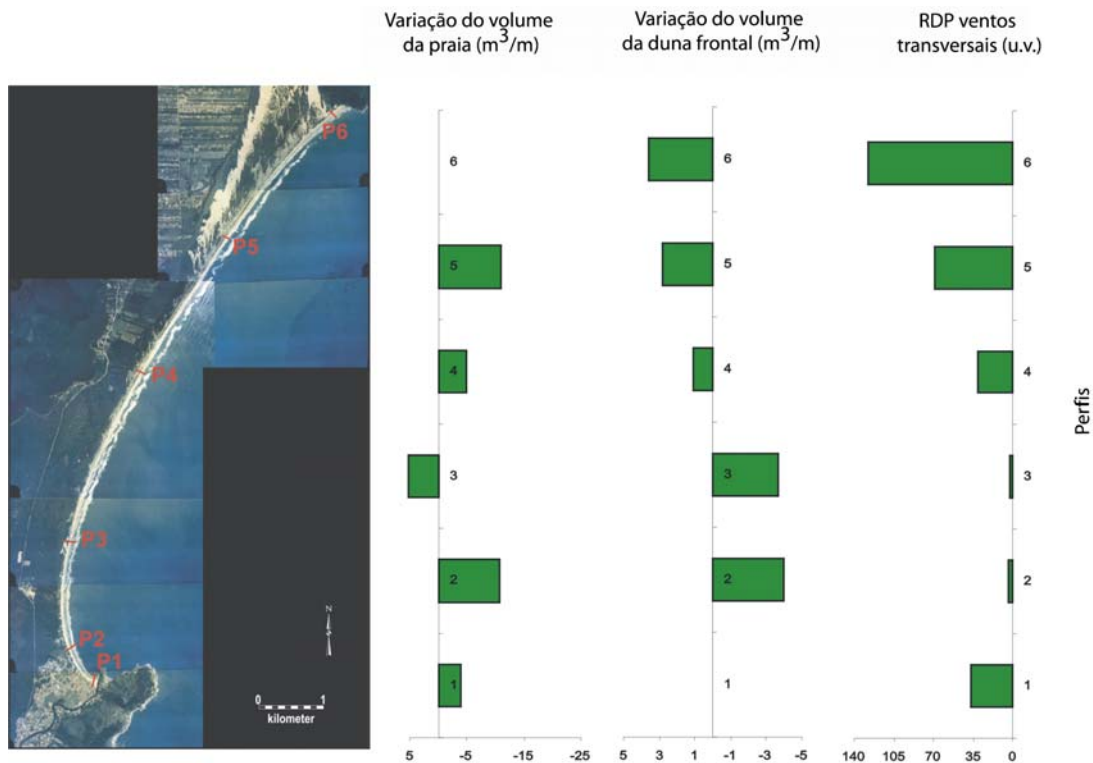 Variação do volume
da praia (m³/m)
Variação do volume
da duna frontal (m³/m)
RDP ventos
transversais (u.v.)
P6
P5
P4
P3
P2
P1
N
0 1
kilometer
6
5
4
3
2
1
5 -5 -15 -25
6
5
4
3
2
1
5 3 1 -1 -3 -5
6
5
4
3
2
1
140 105 70 35 0
Perfis